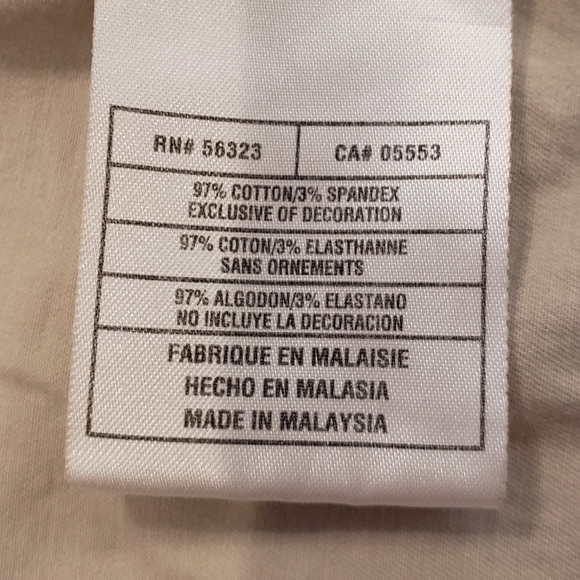 RN# 56323
CA# 05553
97% COTTON/3% SPANDEX
EXCLUSIVE OF DECORATION
97% COTON/3% ELASTHANNE
SANS ORNEMENTS
97% ALGODON/3% ELASTANO
NO INCLUYE LA DECORACION
FABRIQUE EN MALAISIE
HECHO EN MALASIA
MADE IN MALAYSIA